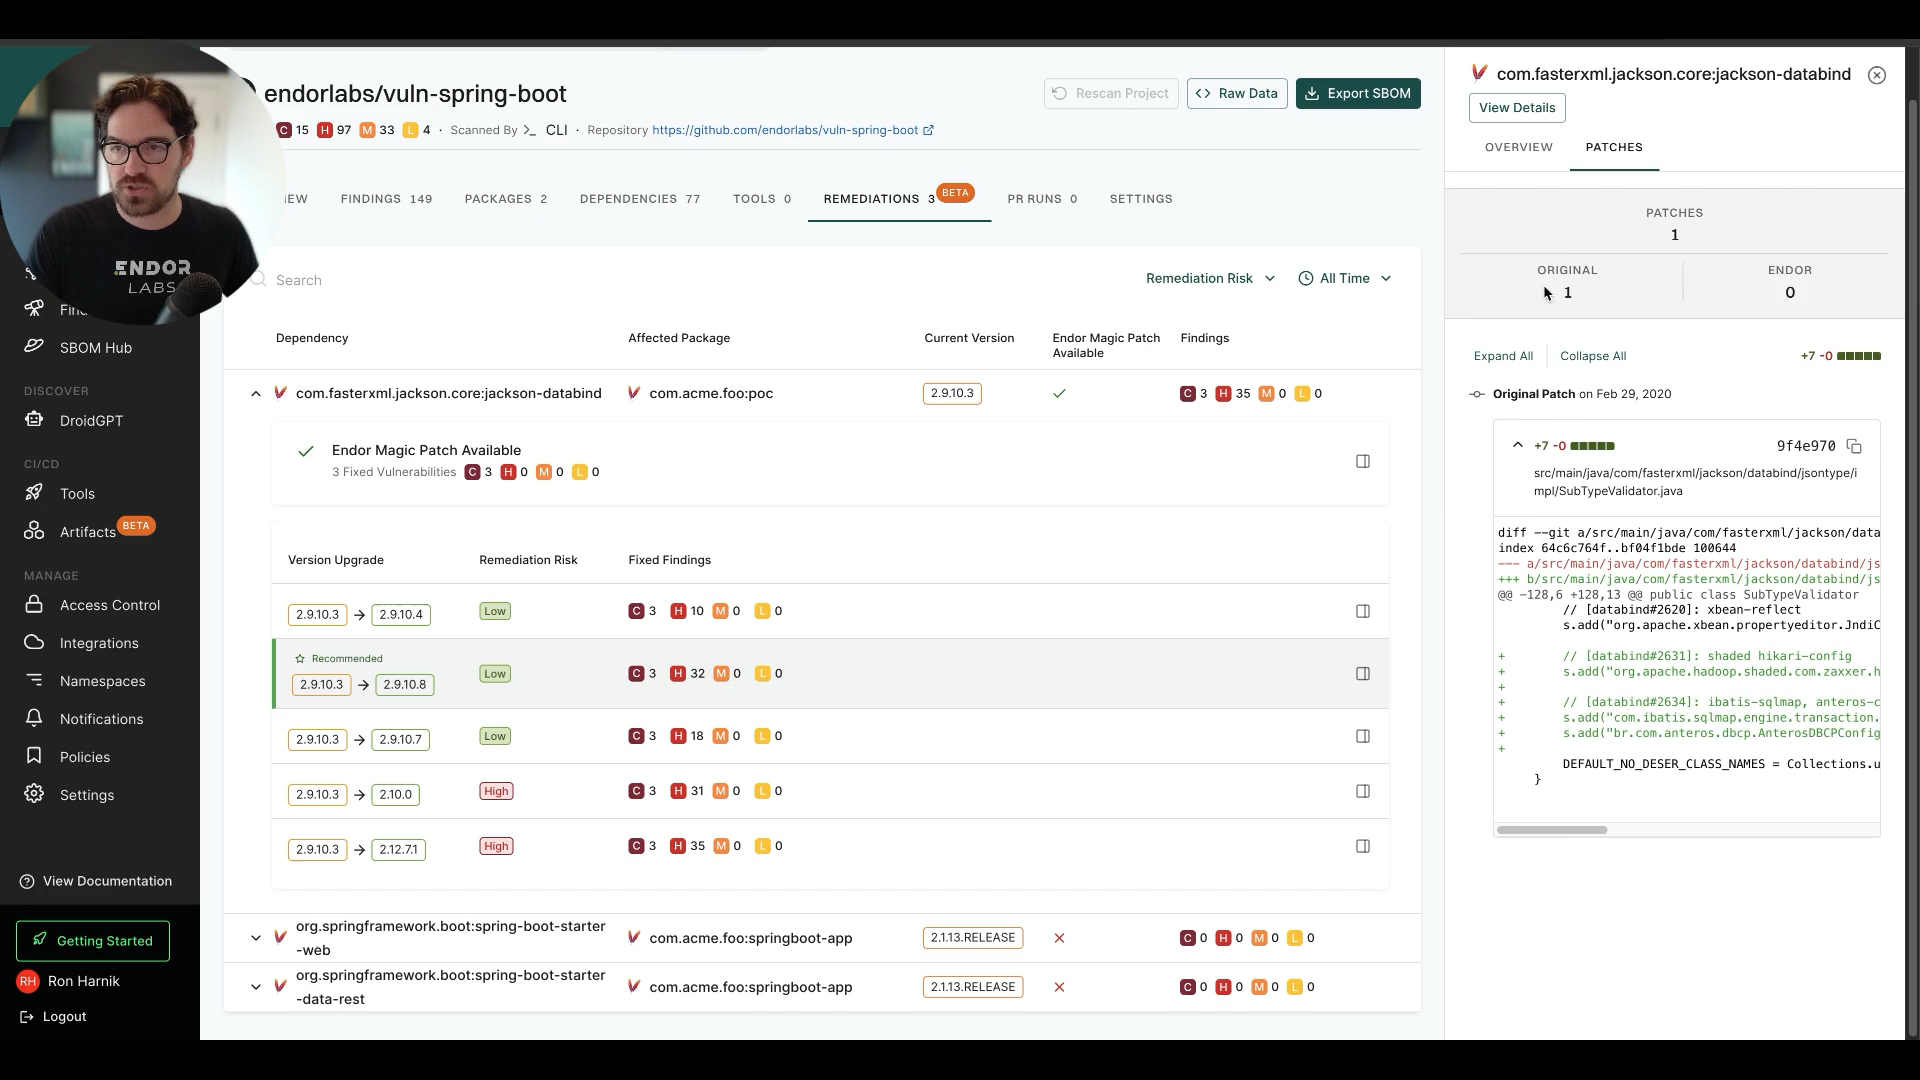 endorlabs/vuln-spring-boot
Rescan Project
Raw Data
Export SBOM
C 15 H 97 M 33 L 4 · Scanned By CLI · Repository https://github.com/endorlabs/vuln-spring-boot
FINDINGS 149
PACKAGES 2
DEPENDENCIES 77
TOOLS 0
REMEDIATIONS 3
BETA
PR RUNS 0
SETTINGS
ENDOR
LABS
SBOM Hub
DISCOVER
DroidGPT
CI/CD
Tools
Artifacts BETA
MANAGE
Access Control
Integrations
Namespaces
Notifications
Policies
Settings
View Documentation
Getting Started
RH Ron Harnik
Logout
Search
Remediation Risk
All Time
Dependency
Affected Package
Current Version
Endor Magic Patch
Available
Findings
com.fasterxml.jackson.core:jackson-databind
com.acme.foo:poc
2.9.10.3
C 3 H 35 M 0 L 0
Endor Magic Patch Available
3 Fixed Vulnerabilities C 3 H 0 M 0 L 0
Version Upgrade
Remediation Risk
Fixed Findings
2.9.10.3 → 2.9.10.4 Low C 3 H 10 M 0 L 0
Recommended
2.9.10.3 → 2.9.10.8 Low C 3 H 32 M 0 L 0
2.9.10.3 → 2.9.10.7 Low C 3 H 18 M 0 L 0
2.9.10.3 → 2.10.0 High C 3 H 31 M 0 L 0
2.9.10.3 → 2.12.7.1 High C 3 H 35 M 0 L 0
org.springframework.boot:spring-boot-starter
-web
com.acme.foo:springboot-app
2.1.13.RELEASE
C 0 H 0 M 0 L 0
org.springframework.boot:spring-boot-starter
-data-rest
com.acme.foo:springboot-app
2.1.13.RELEASE
C 0 H 0 M 0 L 0
com.fasterxml.jackson.core:jackson-databind
View Details
OVERVIEW
PATCHES
PATCHES
1
ORIGINAL
1
ENDOR
0
Expand All
Collapse All
+7 -0
Original Patch on Feb 29, 2020
+7 -0
9f4e970
src/main/java/com/fasterxml/jackson/databind/jsontype/i
mpl/SubTypeValidator.java
diff --git a/src/main/java/com/fasterxml/jackson/data
index 64c6c764f..bf04f1bde 100644
--- a/src/main/java/com/fasterxml/jackson/databind/js
+++ b/src/main/java/com/fasterxml/jackson/databind/js
@@ -128,6 +128,13 @@ public class SubTypeValidator
// [databind#2620]: xbean-reflect
s.add("org.apache.xbean.propertyeditor.JndiC
+ // [databind#2631]: shaded hikari-config
+ s.add("org.apache.hadoop.shaded.com.zaxxer.h
+
+ // [databind#2634]: ibatis-sqlmap, anteros-c
+ s.add("com.ibatis.sqlmap.engine.transaction.
+ s.add("br.com.anteros.dbcp.AnterosDBCPConfig
+
DEFAULT_NO_DESER_CLASS_NAMES = Collections.u
}